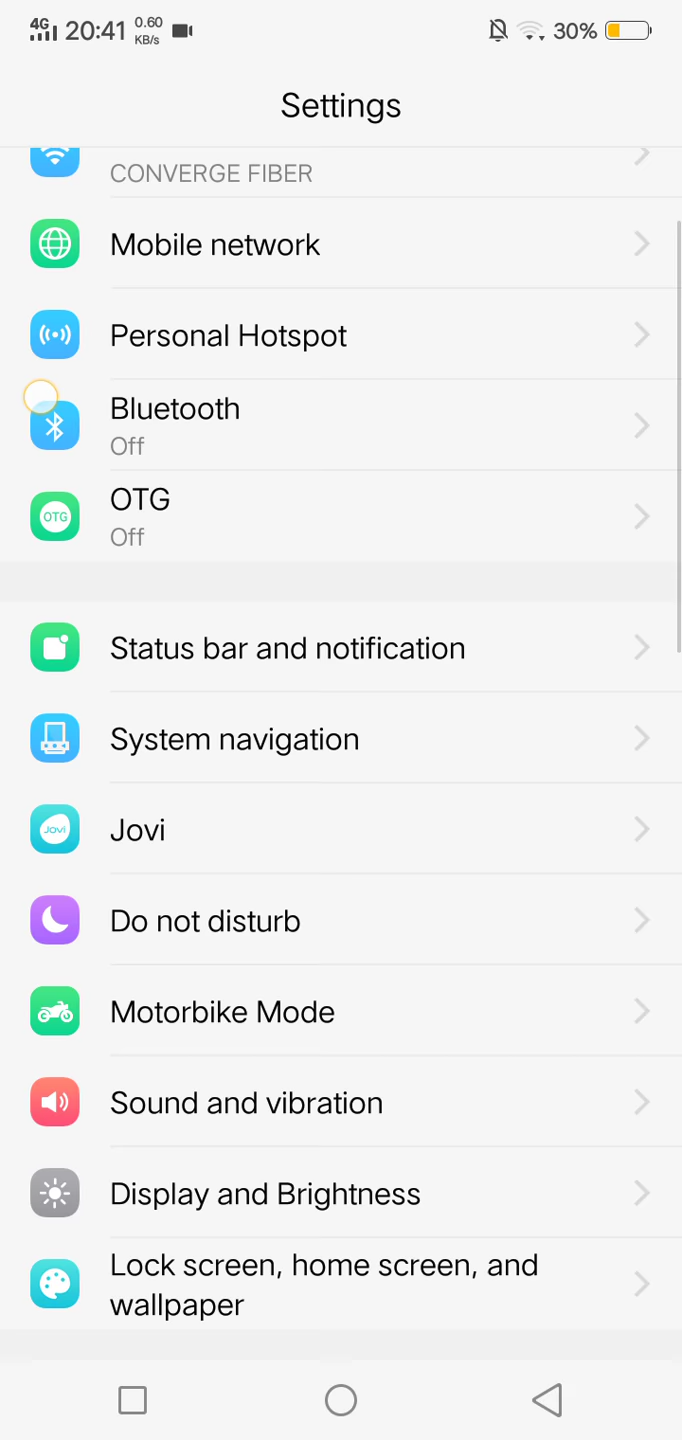 4G 20:41 0.60 KB/s 30%
Settings
CONVERGE FIBER
Mobile network
Personal Hotspot
Bluetooth
Off
OTG
OTG
Off
Status bar and notification
System navigation
Jovi
Jovi
Do not disturb
Motorbike Mode
Sound and vibration
Display and Brightness
Lock screen, home screen, and
wallpaper